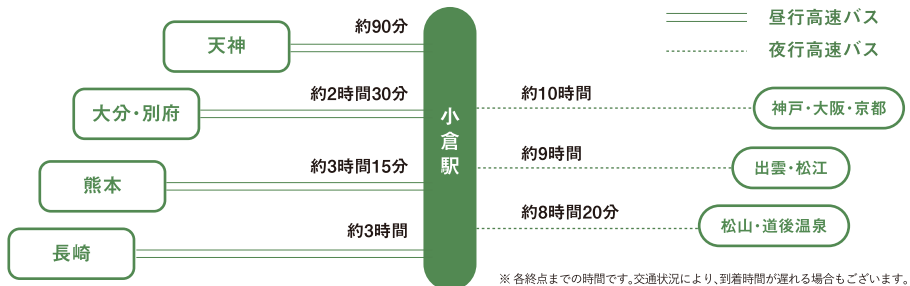 昼行高速バス
夜行高速バス
天神
約90分
大分・別府
約2時間30分
熊本
約3時間15分
長崎
約3時間
小倉駅
約10時間
神戸・大阪・京都
約9時間
出雲・松江
約8時間20分
松山・道後温泉
※ 各終点までの時間です。交通状況により、到着時間が遅れる場合もございます。